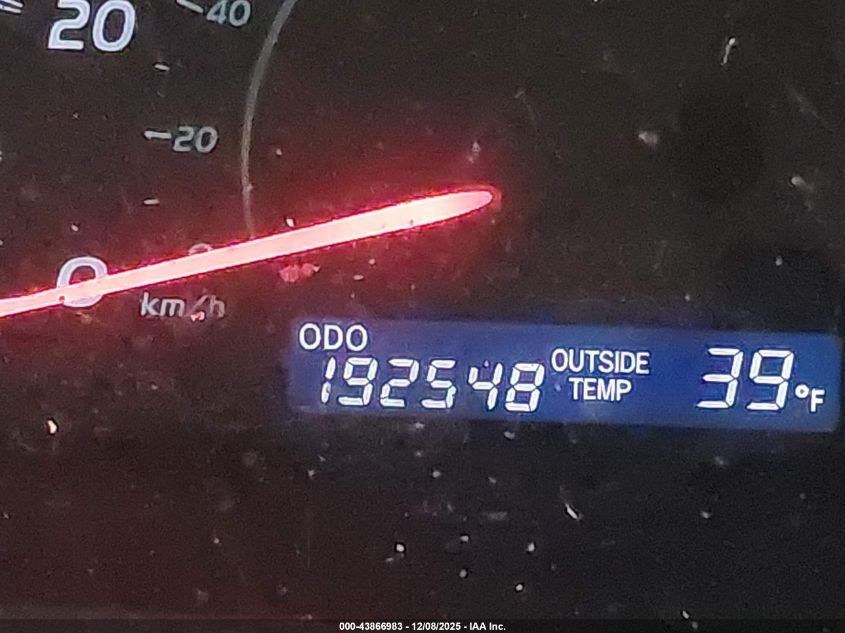 20
40
20
0
km/h
ODO
192548
OUTSIDE
TEMP
39°F
000-43866983 - 12/08/2025 - IAA Inc.